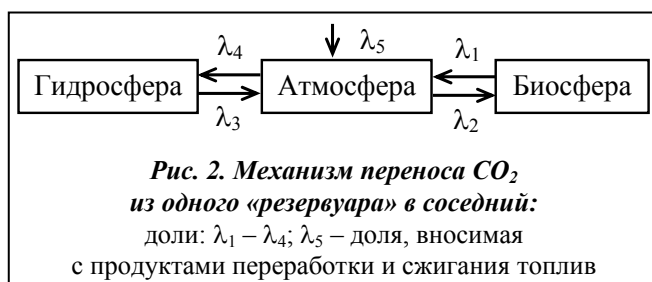 λ4 λ5 λ1
Гидросфера Атмосфера Биосфера
λ3 λ2
Рис. 2. Механизм переноса CO2
из одного «резервуара» в соседний:
доли: λ1 – λ4; λ5 – доля, вносимая
с продуктами переработки и сжигания топлив